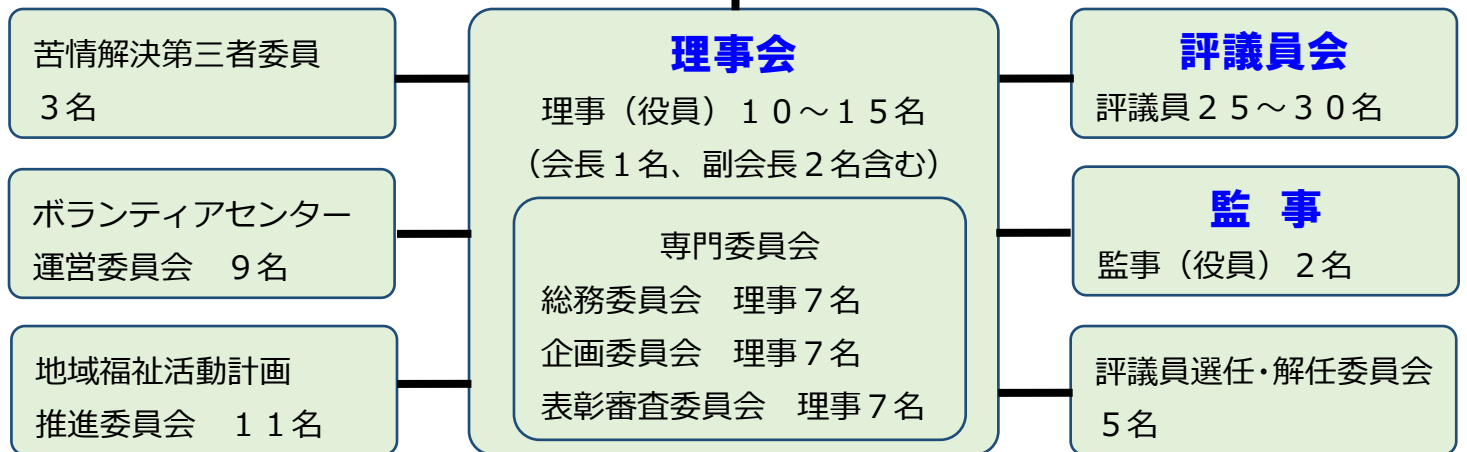 苦情解決第三者委員
３名
ボランティアセンター
運営委員会　９名
地域福祉活動計画
推進委員会　１１名
理事会
理事（役員）１０～１５名
（会長１名、副会長２名含む）
専門委員会
総務委員会　理事７名
企画委員会　理事７名
表彰審査委員会　理事７名
評議員会
評議員２５～３０名
監　事
監事（役員）２名
評議員選任・解任委員会
５名